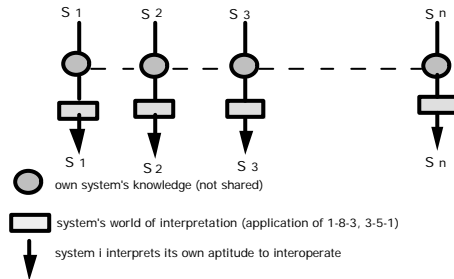 S 1 S 2 S 3 S n
S 1 S 2 S 3 S n
own system's knowledge (not shared)
system's world of interpretation (application of 1-8-3, 3-5-1)
system i interprets its own aptitude to interoperate